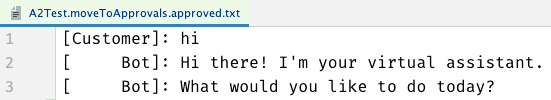 A2Test.moveToApprovals.approved.txt
1 [Customer]: hi
2 [     Bot]: Hi there! I'm your virtual assistant.
3 [     Bot]: What would you like to do today?